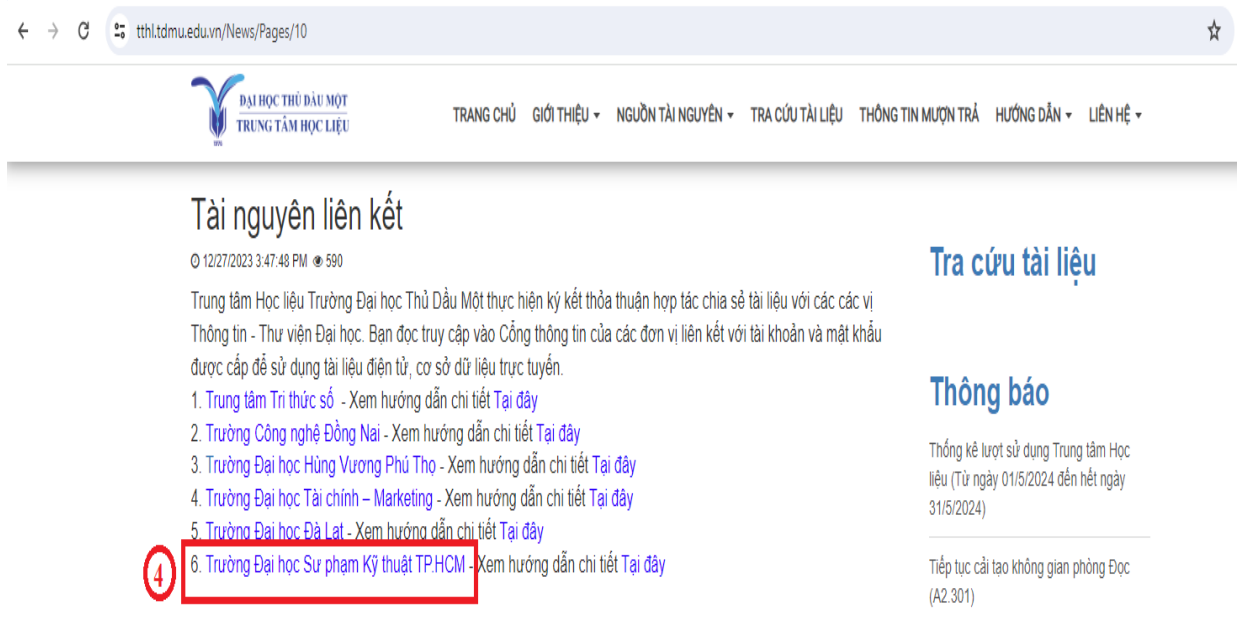 tthl.tdmu.edu.vn/News/Pages/10
ĐẠI HỌC THỦ DẦU MỘT
TRUNG TÂM HỌC LIỆU
TRANG CHỦ GIỚI THIỆU NGUỒN TÀI NGUYÊN TRA CỨU TÀI LIỆU THÔNG TIN MƯỢN TRẢ HƯỚNG DẪN LIÊN HỆ
Tài nguyên liên kết
12/27/2023 3:47:48 PM 590
Trung tâm Học liệu Trường Đại học Thủ Dầu Một thực hiện ký kết thỏa thuận hợp tác chia sẻ tài liệu với các các vị
Thông tin - Thư viện Đại học. Bạn đọc truy cập vào Cổng thông tin của các đơn vị liên kết với tài khoản và mật khẩu
được cấp để sử dụng tài liệu điện tử, cơ sở dữ liệu trực tuyến.
1. Trung tâm Tri thức số - Xem hướng dẫn chi tiết Tại đây
2. Trường Công nghệ Đồng Nai - Xem hướng dẫn chi tiết Tại đây
3. Trường Đại học Hùng Vương Phú Thọ - Xem hướng dẫn chi tiết Tại đây
4. Trường Đại học Tài chính – Marketing - Xem hướng dẫn chi tiết Tại đây
5. Trường Đại học Đà Lạt - Xem hướng dẫn chi tiết Tại đây
4
6. Trường Đại học Sư phạm Kỹ thuật TP.HCM - Xem hướng dẫn chi tiết Tại đây
Tra cứu tài liệu
Thông báo
Thống kê lượt sử dụng Trung tâm Học
liệu (Từ ngày 01/5/2024 đến hết ngày
31/5/2024)
Tiếp tục cải tạo không gian phòng Đọc
(A2.301)